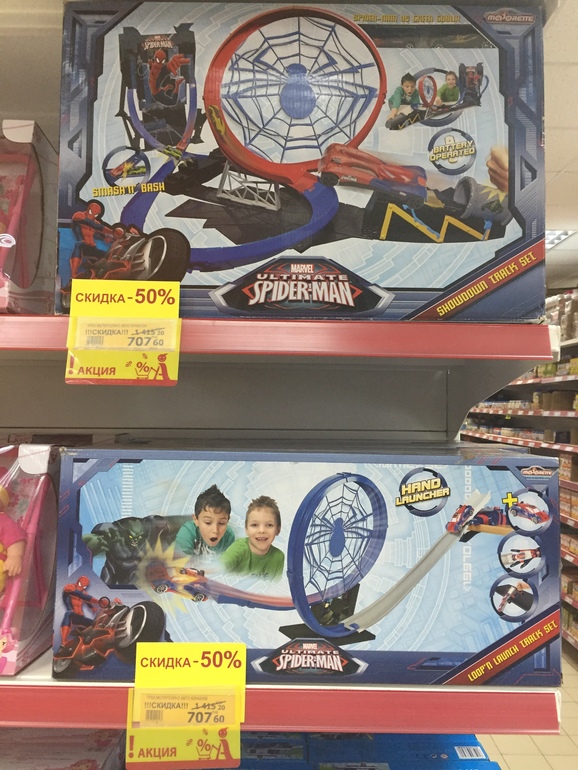 SPIDER-MAN VS GREEN GOBLIN
MAJORETTE
MARVEL
SPIDER-MAN
BATTERY
OPERATED
SMASH N' BASH
MARVEL
ULTIMATE
SPIDER-MAN
SHOWDOWN TRACK SET
СКИДКА -50%
!!!СКИДКА!!! 1 415 20
707 60
АКЦИЯ %
MAJORETTE
HAND
LAUNCHER
MARVEL
ULTIMATE
SPIDER-MAN
LOOP'N LAUNCH TRACK SET
СКИДКА -50%
!!!СКИДКА!!! 1 415 20
707 60
АКЦИЯ %